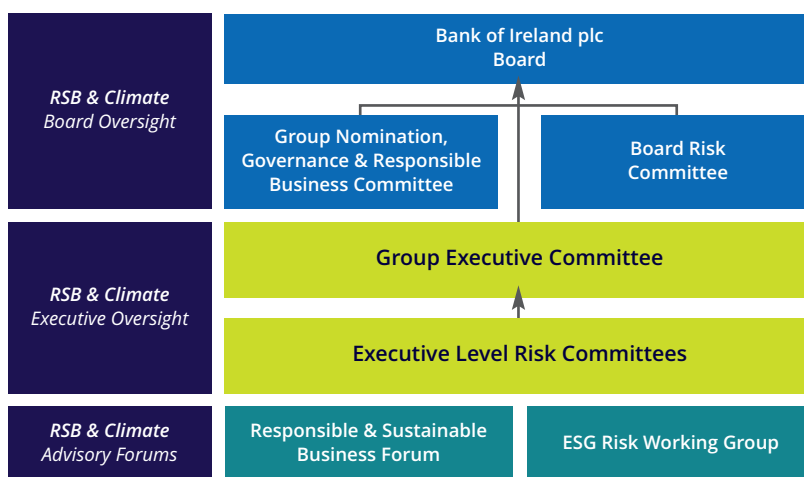 Bank of Ireland plc
Board
RSB & Climate
Board Oversight
Group Nomination,
Governance & Responsible
Business Committee
Board Risk
Committee
RSB & Climate
Executive Oversight
Group Executive Committee
Executive Level Risk Committees
RSB & Climate
Advisory Forums
Responsible & Sustainable
Business Forum
ESG Risk Working Group